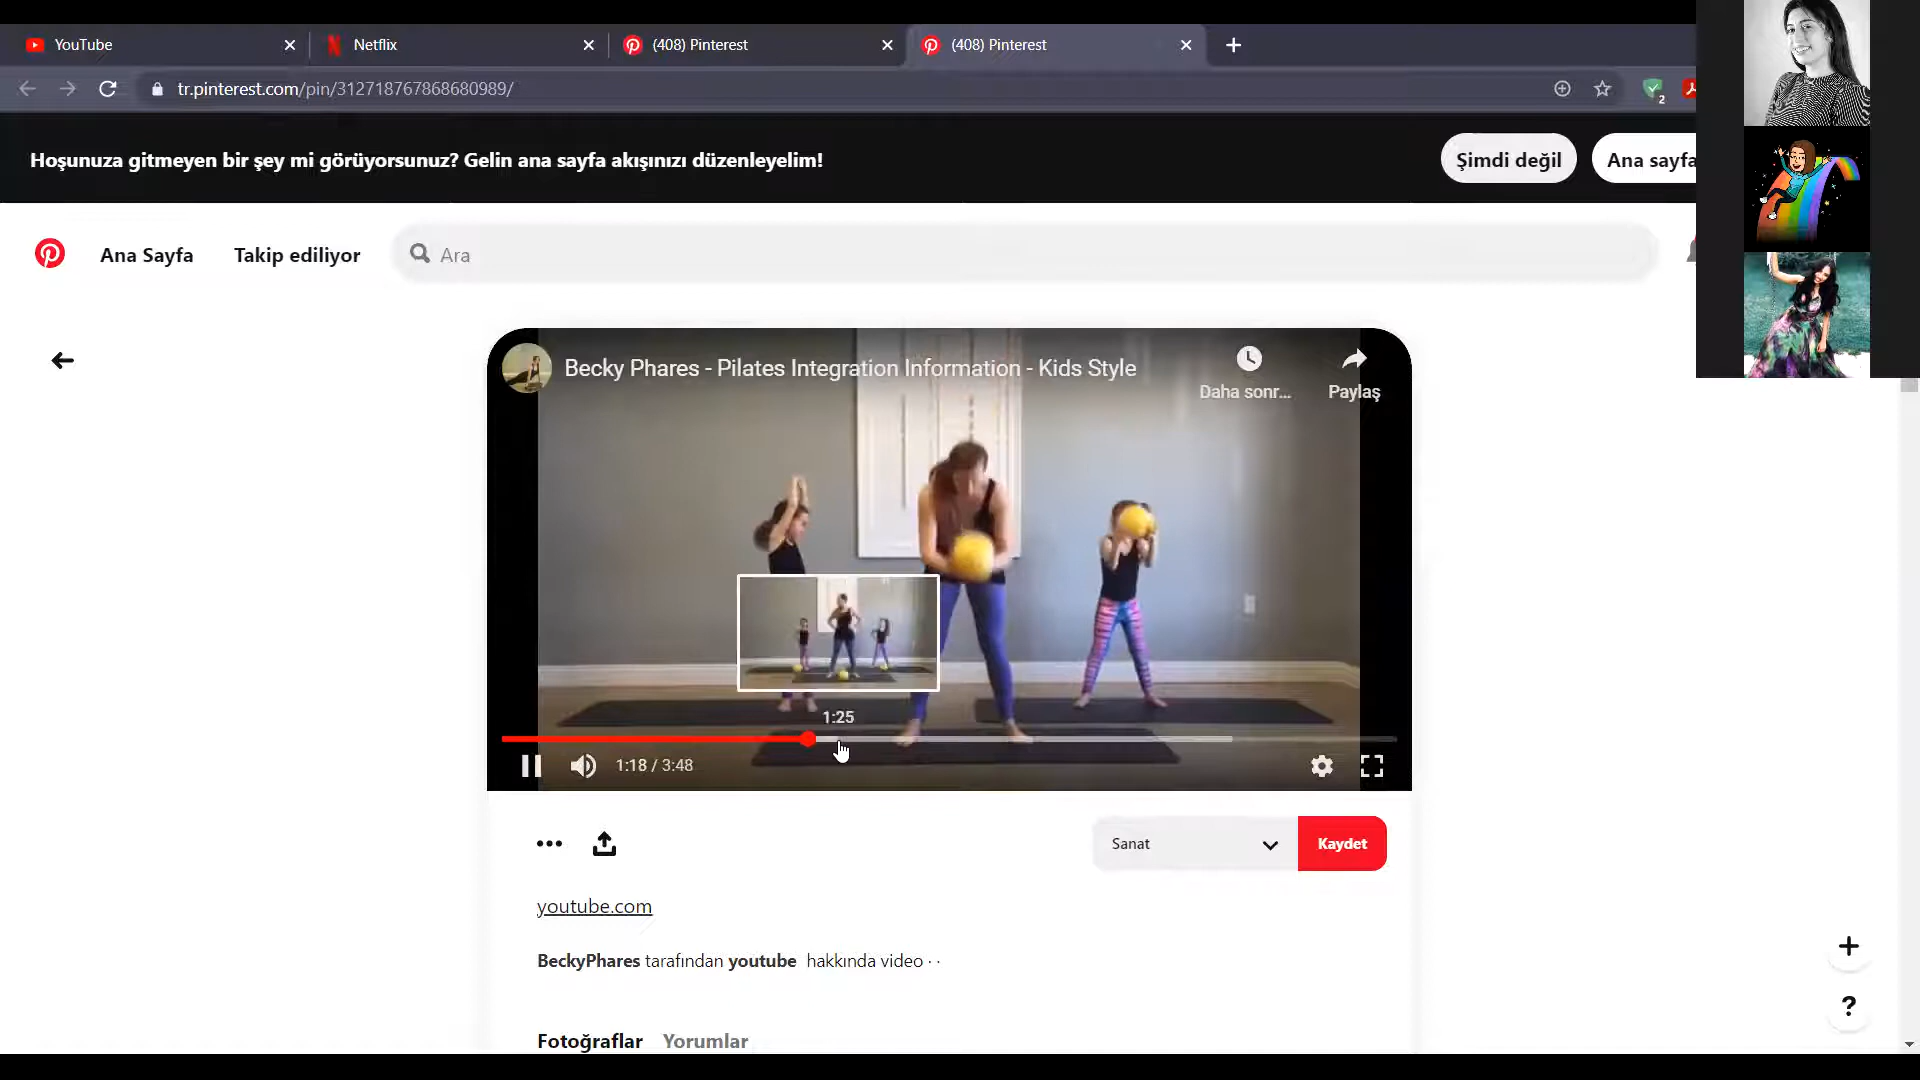 YouTube
Netflix
(408) Pinterest
(408) Pinterest
tr.pinterest.com/pin/312718767868680989/
2
Hoşunuza gitmeyen bir şey mi görüyorsunuz? Gelin ana sayfa akışınızı düzenleyelim!
Şimdi değil
Ana sayfa
Ana Sayfa
Takip ediliyor
Ara
Becky Phares - Pilates Integration Information - Kids Style
Daha sonr...
Paylaş
1:25
1:18 / 3:48
Sanat
Kaydet
youtube.com
BeckyPhares tarafından youtube hakkında video · ·
Fotoğraflar
Yorumlar
?